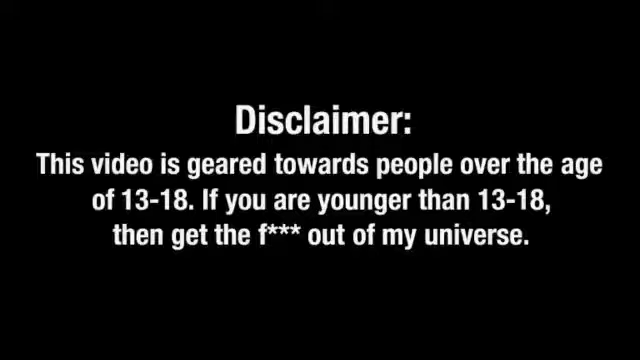 Disclaimer:
This video is geared towards people over the age
of 13-18. If you are younger than 13-18,
then get the f*** out of my universe.